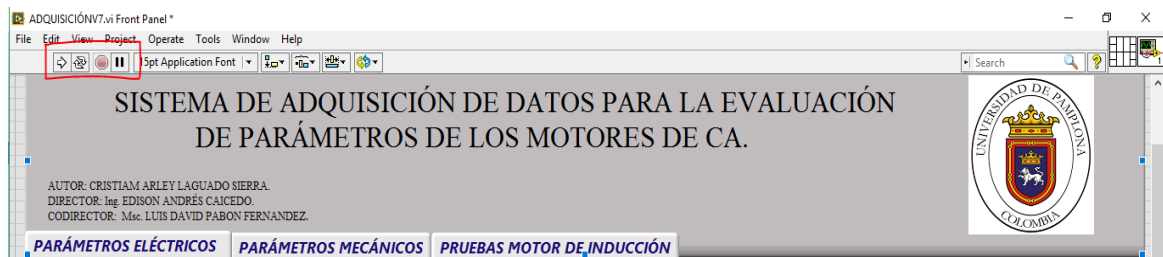 ADQUISICIÓNV7.vi Front Panel *
File Edit View Project Operate Tools Window Help
15pt Application Font
Search
SISTEMA DE ADQUISICIÓN DE DATOS PARA LA EVALUACIÓN
DE PARÁMETROS DE LOS MOTORES DE CA.
UNIVERSIDAD DE PAMPLONA
COLOMBIA
AUTOR: CRISTIAM ARLEY LAGUADO SIERRA.
DIRECTOR: Ing. EDISON ANDRÉS CAICEDO.
CODIRECTOR: Msc. LUIS DAVID PABON FERNANDEZ.
PARÁMETROS ELÉCTRICOS PARÁMETROS MECÁNICOS PRUEBAS MOTOR DE INDUCCIÓN